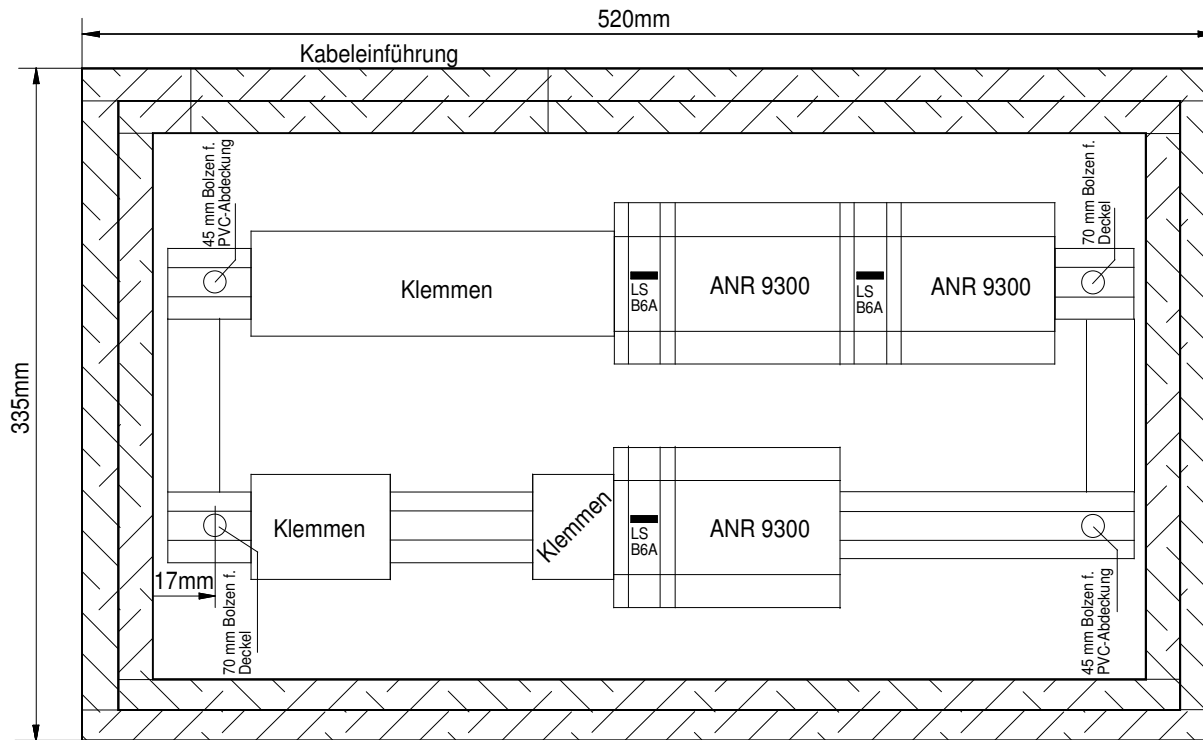 520mm
Kabeleinführung
335mm
45 mm Bolzen f.
PVC-Abdeckung
70 mm Bolzen f.
Deckel
Klemmen
LS
B6A
ANR 9300
LS
B6A
ANR 9300
Klemmen
Klemmen
LS
B6A
ANR 9300
17mm
70 mm Bolzen f.
Deckel
45 mm Bolzen f.
PVC-Abdeckung